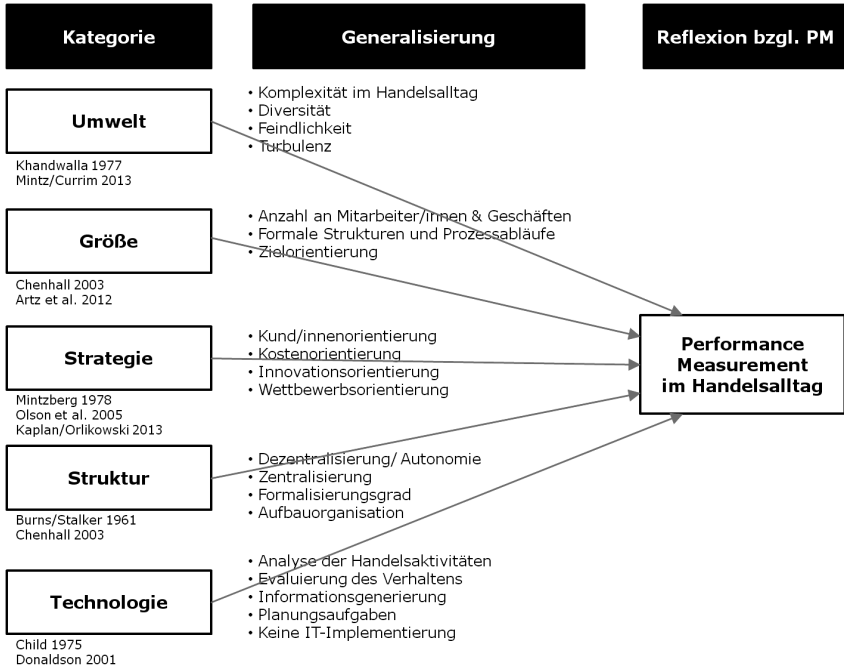 Kategorie
Generalisierung
Reflexion bzgl. PM
Umwelt
Khandwalla 1977
Mintz/Currim 2013
• Komplexität im Handelsalltag
• Diversität
• Feindlichkeit
• Turbulenz
Größe
Chenhall 2003
Artz et al. 2012
• Anzahl an Mitarbeiter/innen & Geschäften
• Formale Strukturen und Prozessabläufe
• Zielorientierung
Strategie
Mintzberg 1978
Olson et al. 2005
Kaplan/Orlikowski 2013
• Kund/innenorientierung
• Kostenorientierung
• Innovationsorientierung
• Wettbewerbsorientierung
Struktur
Burns/Stalker 1961
Chenhall 2003
• Dezentralisierung/ Autonomie
• Zentralisierung
• Formalisierungsgrad
• Aufbauorganisation
Technologie
Child 1975
Donaldson 2001
• Analyse der Handelsaktivitäten
• Evaluierung des Verhaltens
• Informationsgenerierung
• Planungsaufgaben
• Keine IT-Implementierung
Performance
Measurement
im Handelsalltag